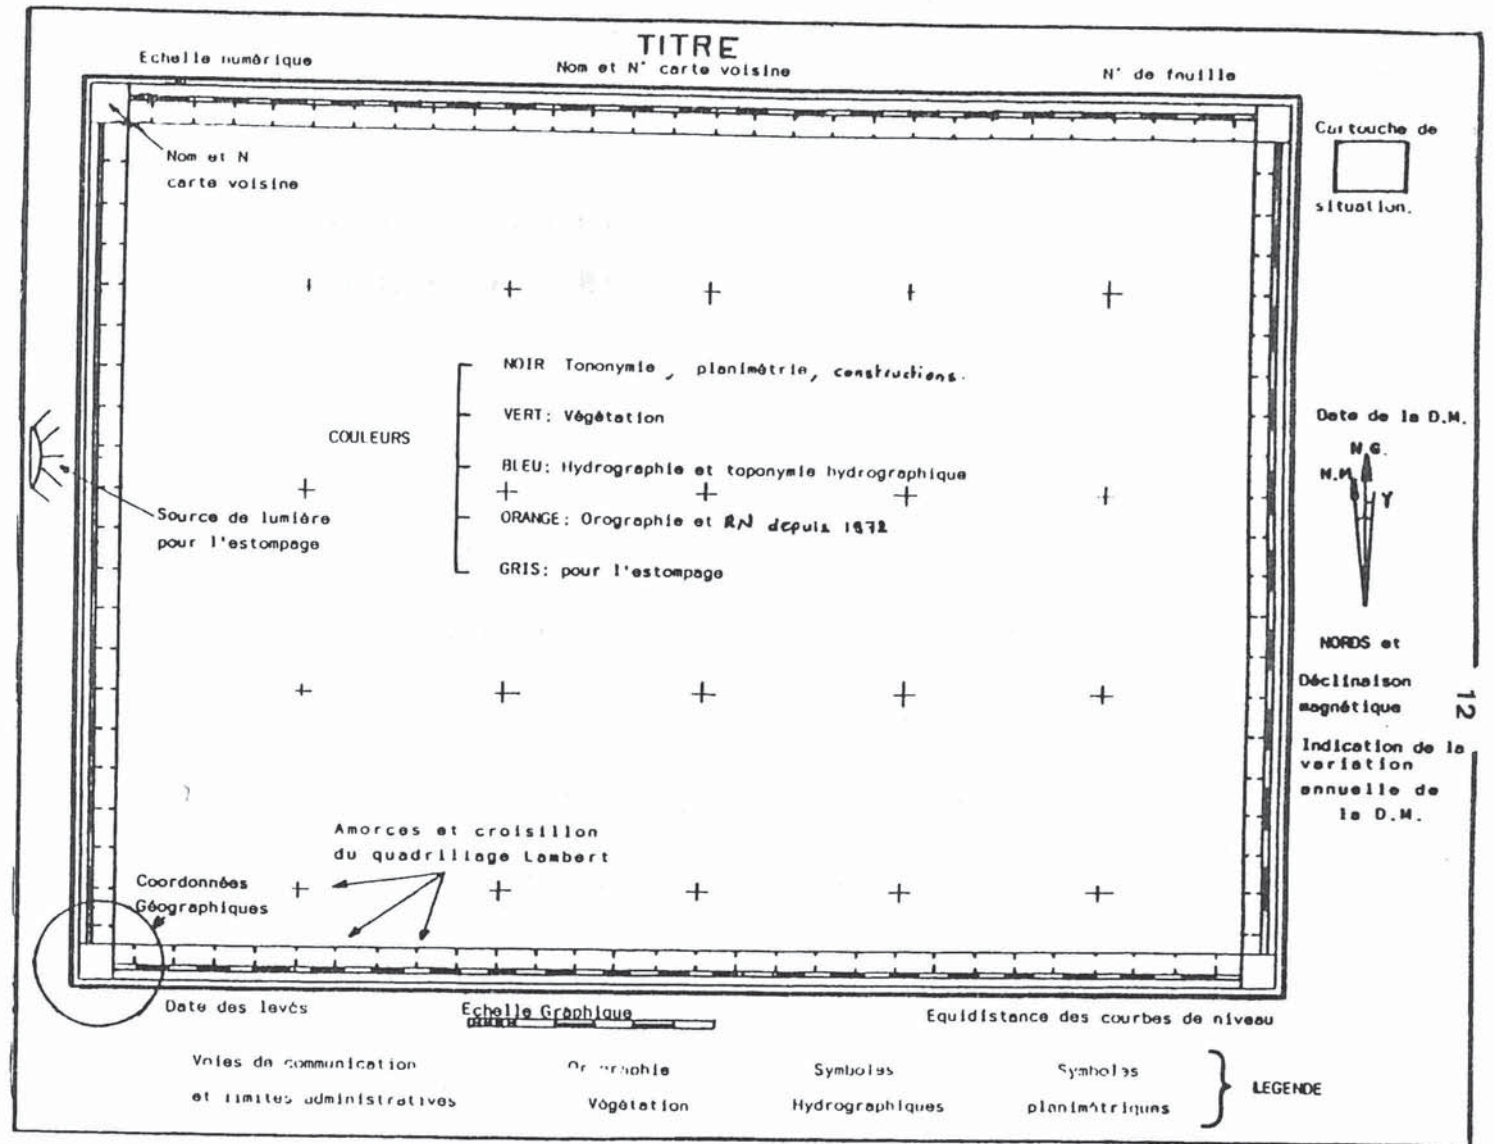 TITRE
Echelle numérique
Nom et N° carte voisine
N° de fouille
Nom et N
carte voisine
Cartouche de
situation.
COULEURS
NOIR Tononymie, planimétrie, constructions.
VERT: Végétation
BLEU: Hydrographie et toponymie hydrographique
ORANGE: Orographie et RN depuis 1972
GRIS: pour l'estompage
Source de lumière
pour l'estompage
Date de la D.M.
N.G.
N.M
γ
NORDS et
Déclinaison
magnétique
Indication de la
variation
annuelle de
la D.M.
12
Amorces et croisillon
du quadrillage Lambert
Coordonnées
Géographiques
Date des levés
Echelle Graphique
Equidistance des courbes de niveau
Voies de communication
et limites administratives
Orographie
Végétation
Symboles
Hydrographiques
Symboles
planimétriques
LEGENDE